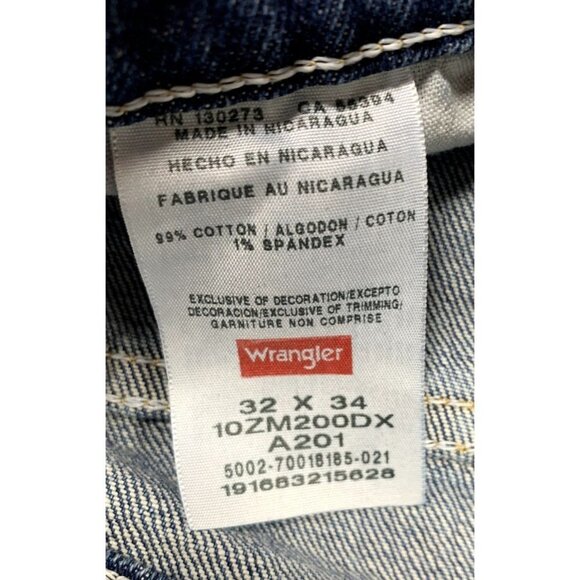 RN 130273 CA 56394
MADE IN NICARAGUA
HECHO EN NICARAGUA
FABRIQUE AU NICARAGUA
99% COTTON / ALGODON / COTON
1% SPANDEX
EXCLUSIVE OF DECORATION/EXCEPTO
DECORACION/EXCLUSIVE OF TRIMMING/
GARNITURE NON COMPRISE
Wrangler
32 X 34
10ZM200DX
A201
5002-70018185-021
191683215628